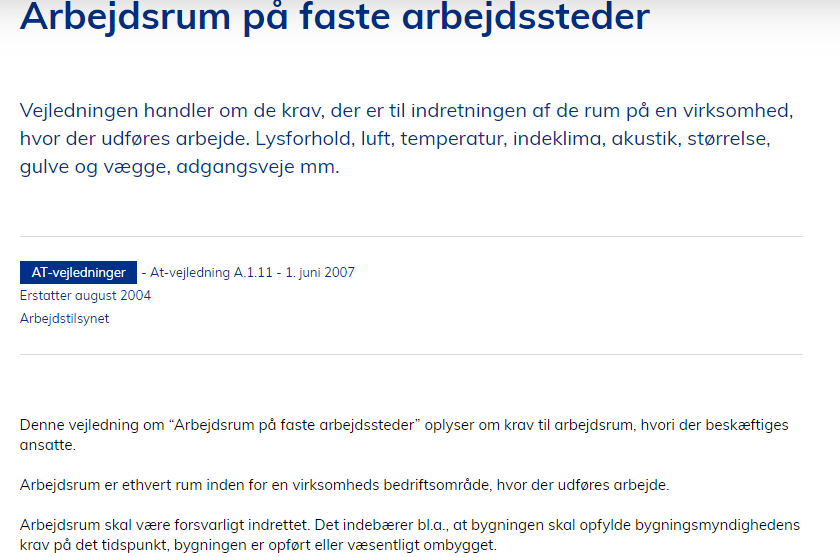 Arbejdsrum på faste arbejdssteder
Vejledningen handler om de krav, der er til indretningen af de rum på en virksomhed,
hvor der udføres arbejde. Lysforhold, luft, temperatur, indeklima, akustik, størrelse,
gulve og vægge, adgangsveje mm.
AT-vejledninger - At-vejledning A.1.11 - 1. juni 2007
Erstatter august 2004
Arbejdstilsynet
Denne vejledning om “Arbejdsrum på faste arbejdssteder” oplyser om krav til arbejdsrum, hvori der beskæftiges
ansatte.
Arbejdsrum er ethvert rum inden for en virksomheds bedriftsområde, hvor der udføres arbejde.
Arbejdsrum skal være forsvarligt indrettet. Det indebærer bl.a., at bygningen skal opfylde bygningsmyndighedens
krav på det tidspunkt, bygningen er opført eller væsentligt ombygget.